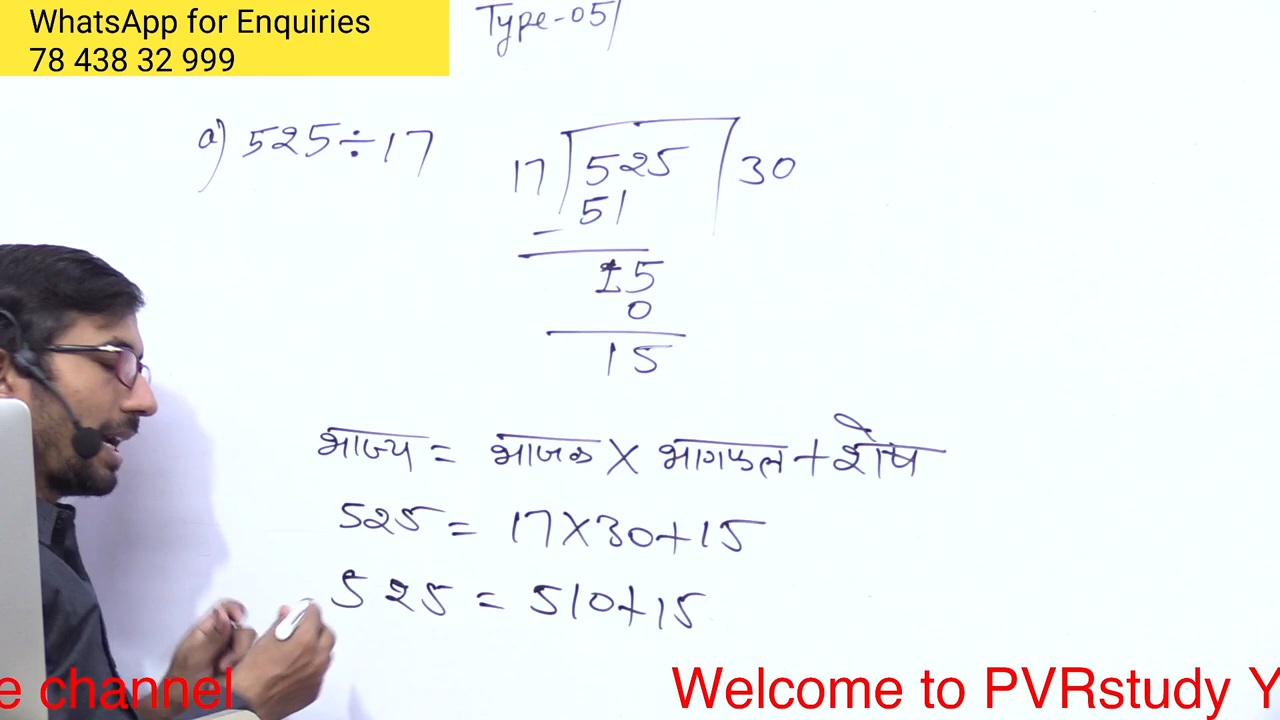 WhatsApp for Enquiries
78 438 32 999
Type-05
a) 525÷17
17 525 30
- 51
15
0
15
भाज्य = भाजक X भागफल + शेष
525 = 17X30+15
525 = 510+15
e channel
Welcome to PVRstudy Y